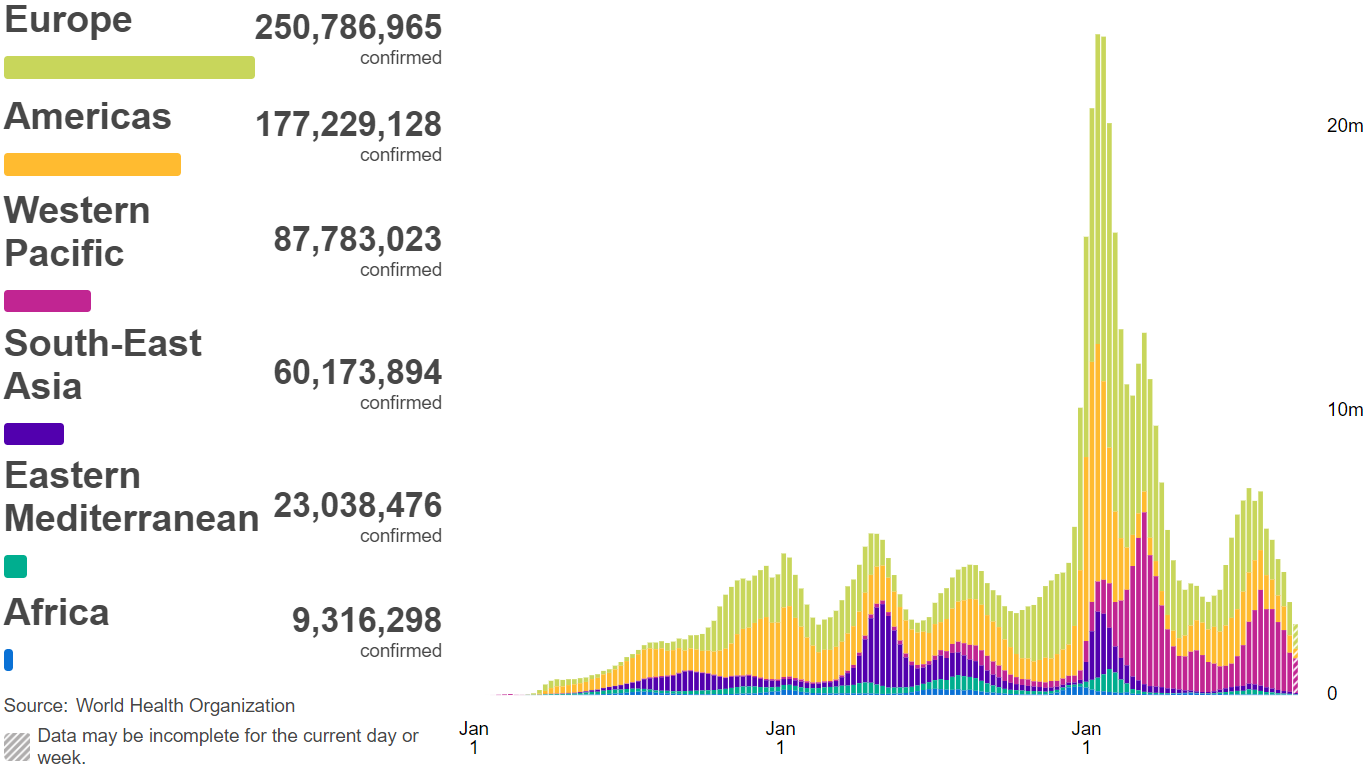 Europe
250,786,965
confirmed
Americas
177,229,128
confirmed
Western
Pacific
87,783,023
confirmed
South-East
Asia
60,173,894
confirmed
Eastern
Mediterranean
23,038,476
confirmed
Africa
9,316,298
confirmed
Source: World Health Organization
Data may be incomplete for the current day or
week.
20m
10m
0
Jan
1
Jan
1
Jan
1